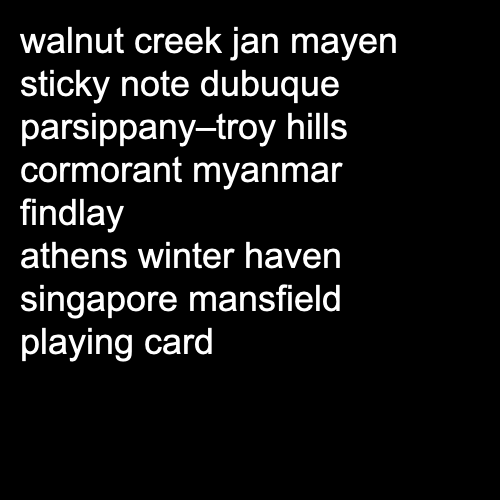 walnut creek jan mayen
sticky note dubuque
parsippany–troy hills
cormorant myanmar
findlay
athens winter haven
singapore mansfield
playing card